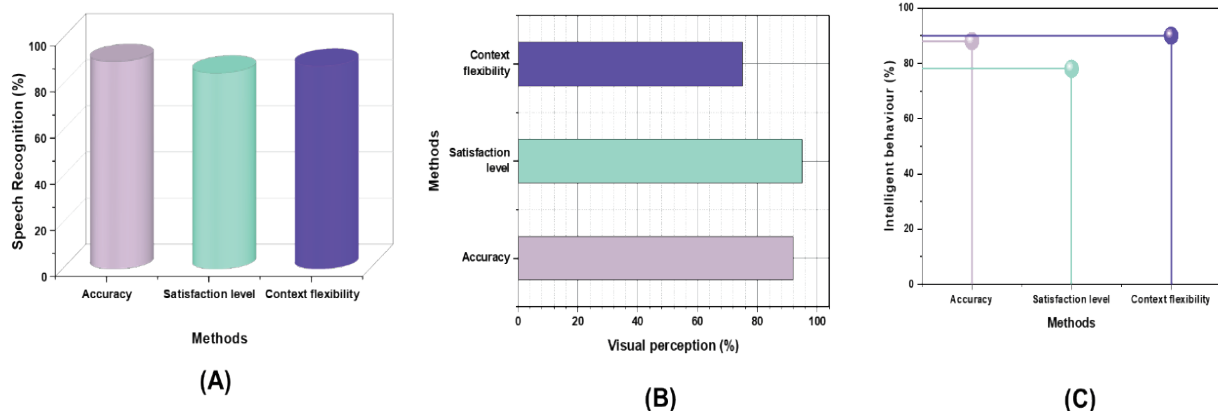 Speech Recognition (%)
100
80
60
40
20
0
Accuracy
Satisfaction level
Context flexibility
Methods
(A)
Methods
Context
flexibility
Satisfaction
level
Accuracy
0
20
40
60
80
100
Visual perception (%)
(B)
Intelligent behaviour (%)
100
80
60
40
20
0
Accuracy
Satisfaction level
Context flexibility
Methods
(C)